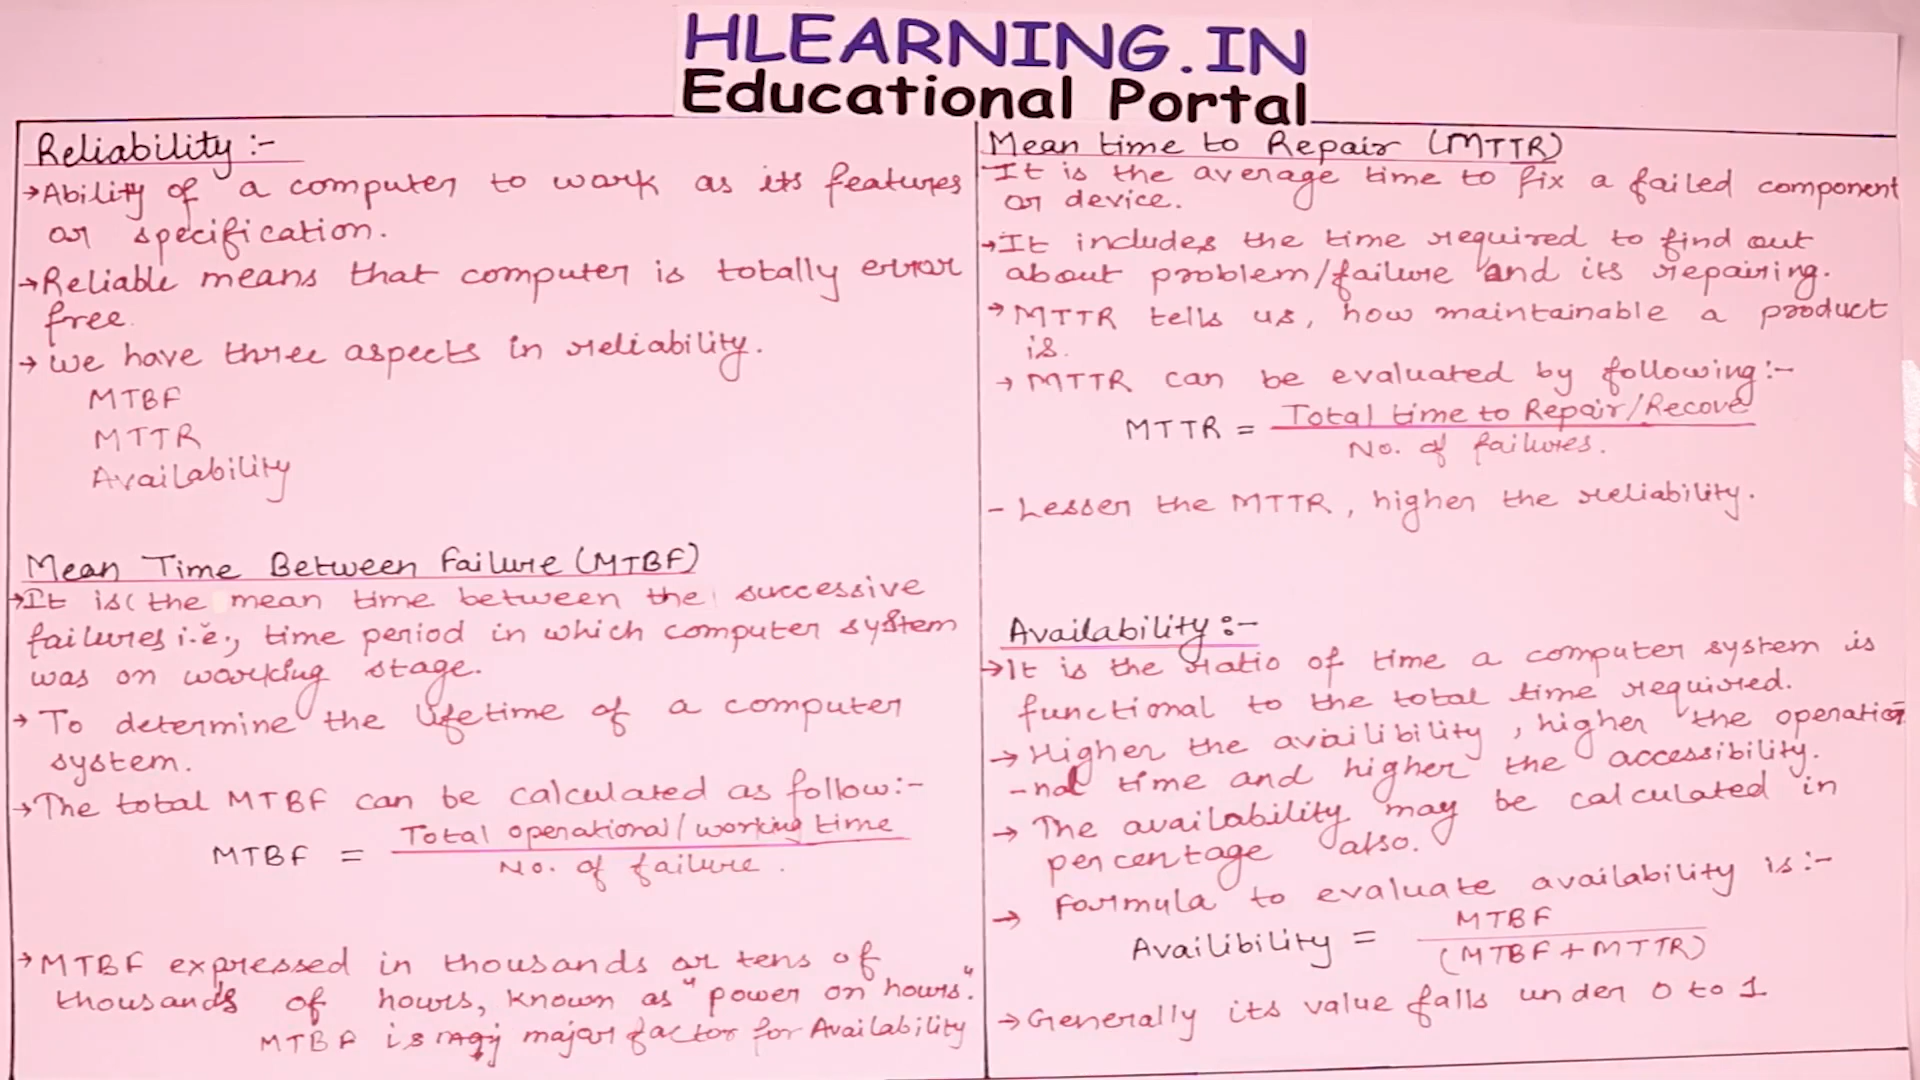 HLEARNING.IN
Educational Portal
Reliability :-
→Ability of a computer to work as its features
or specification.
→Reliable means that computer is totally error
free.
→ We have three aspects in reliability.
MTBF
MTTR
Availability
Mean Time Between Failure (MTBF)
→It is the mean time between the successive
failures i.e., time period in which computer system
was on working stage.
→ To determine the lifetime of a computer
system.
→The total MTBF can be calculated as follow:-
MTBF = Total operational/working time
No. of failure.
→MTBF expressed in thousands or tens of
thousands of hours, known as "power on hours".
MTBF is major factor for Availability
Mean time to Repair (MTTR)
-It is the average time to fix a failed component
or device.
→It includes the time required to find out
about problem/failure and its repairing.
→ MTTR tells us, how maintainable a product
is.
→ MTTR can be evaluated by following:-
MTTR = Total time to Repair/Recove
No. of failures.
- Lesser the MTTR, higher the reliability.
Availability:-
→It is the ratio of time a computer system is
functional to the total time required.
→ Higher the availibility, higher the operatio
-nal time and higher the accessibility.
→ The availability may be calculated in
percentage also.
→ Formula to evaluate availability is:-
Availibility = MTBF
(MTBF+MTTR)
→Generally its value falls under 0 to 1